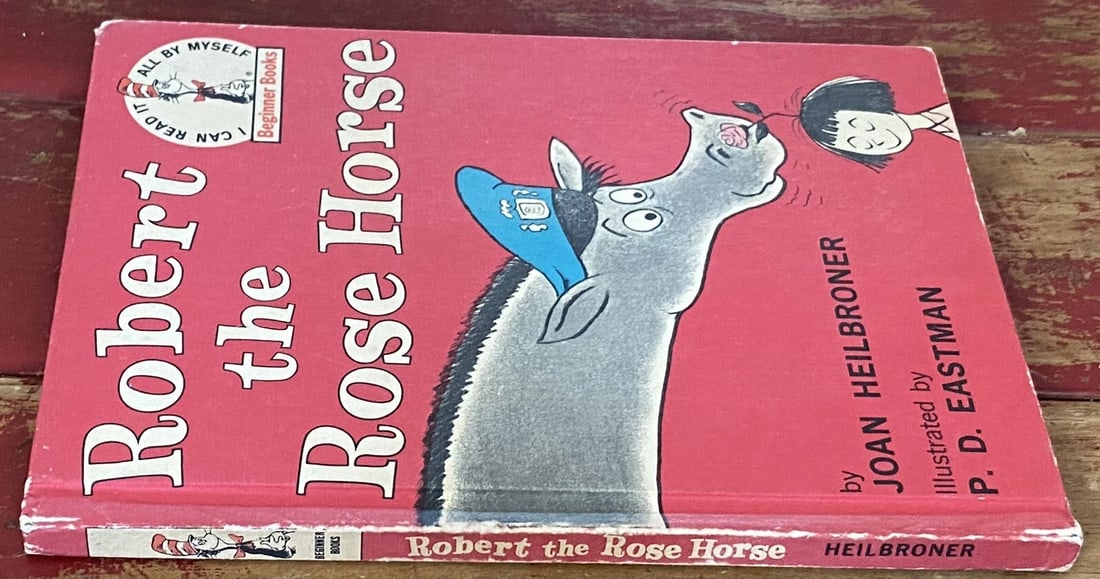 I CAN READ IT ALL BY MYSELF
Beginner Books
Robert
the
Rose Horse
by
JOAN HEILBRONER
Illustrated by
P. D. EASTMAN
BEGINNER
BOOKS
Robert the Rose Horse
HEILBRONER